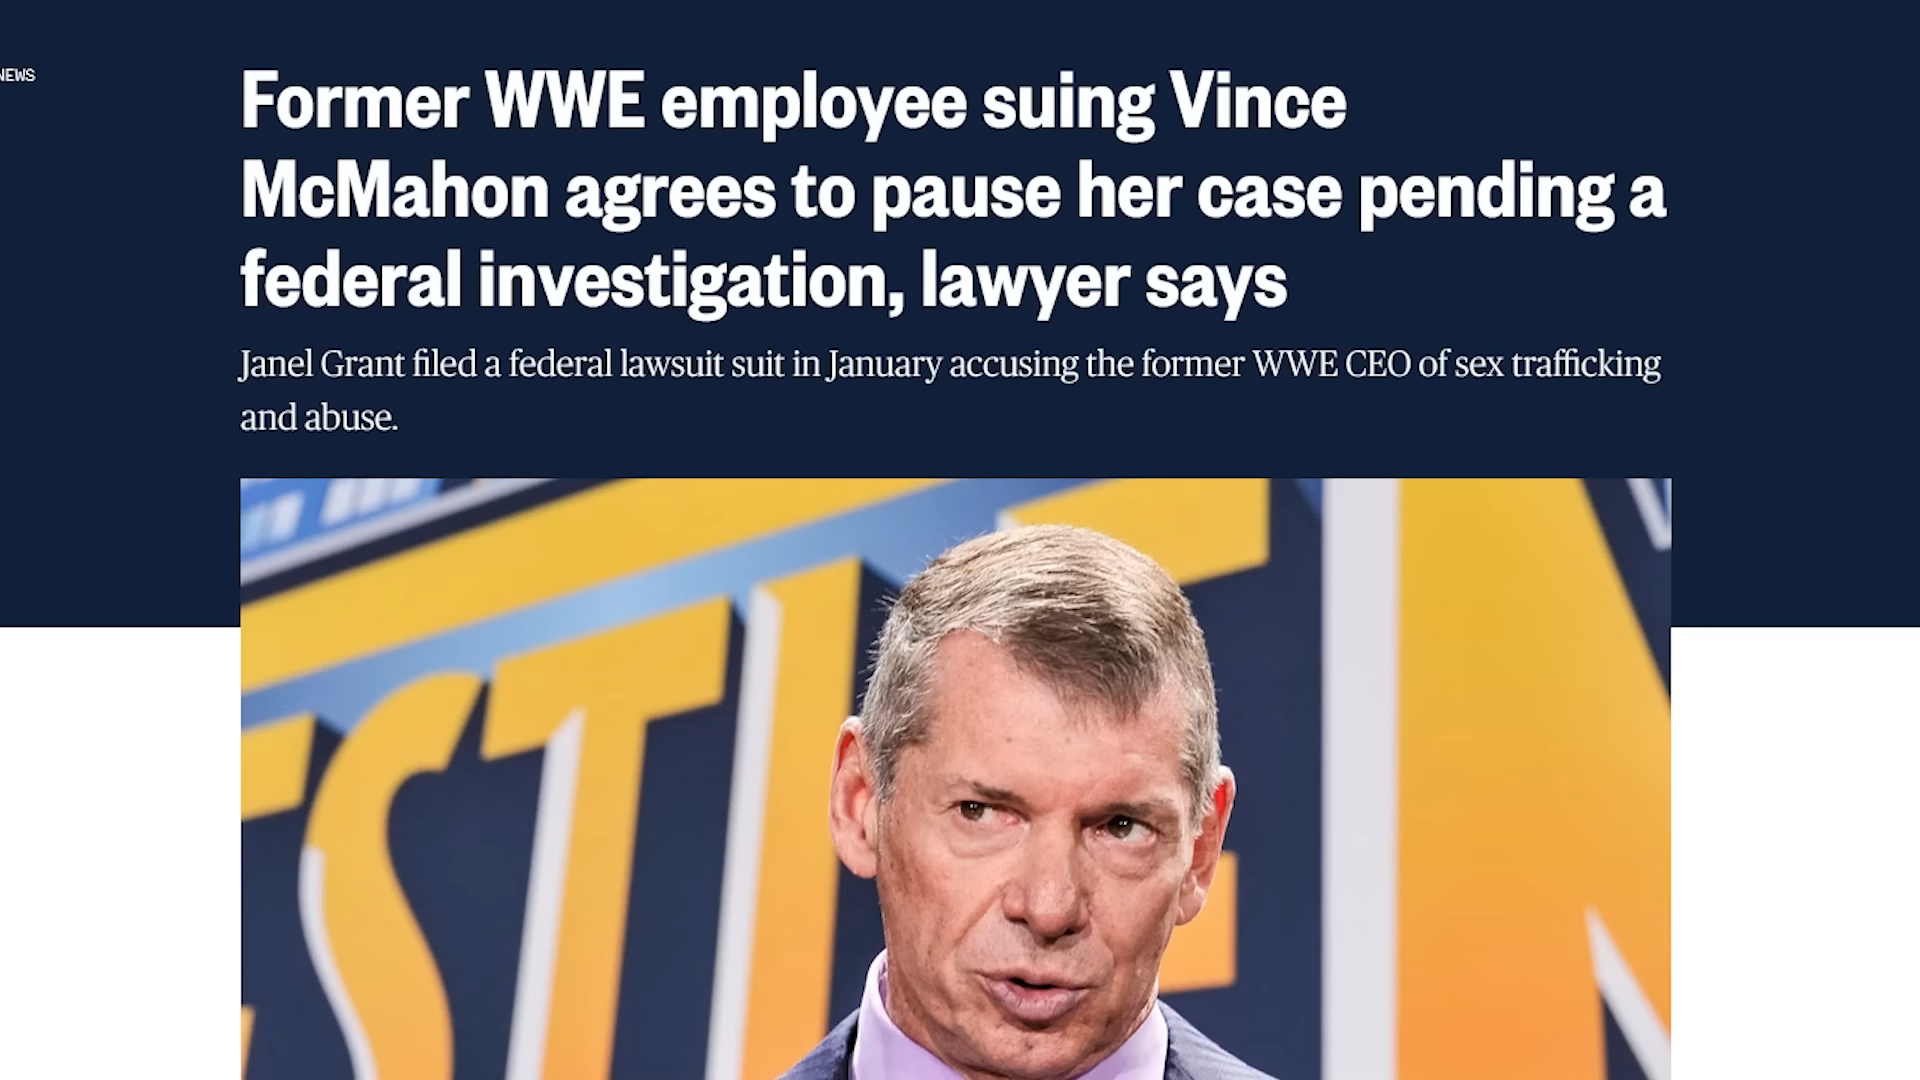 NEWS
Former WWE employee suing Vince
McMahon agrees to pause her case pending a
federal investigation, lawyer says
Janel Grant filed a federal lawsuit suit in January accusing the former WWE CEO of sex trafficking
and abuse.